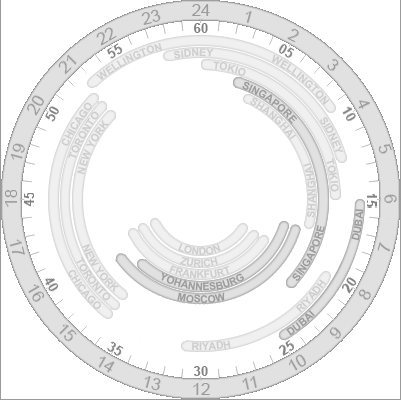 24
1
2
3
4
5
6
7
8
9
10
11
12
13
14
15
16
17
18
19
20
21
22
23
60
05
10
15
20
25
30
35
40
45
50
55
WELLINGTON
WELLINGTON
SiDNEY
SiDNEY
TOKIO
TOKIO
SINGAPORE
SINGAPORE
SHANGHAI
SHANGHAI
DUBAI
DUBAI
RIYADH
RIYADH
CHICAGO
CHICAGO
TORONTO
TORONTO
NEW YORK
NEW YORK
LONDON
ZURICH
FRANKFURT
YOHANNESBURG
MOSCOW